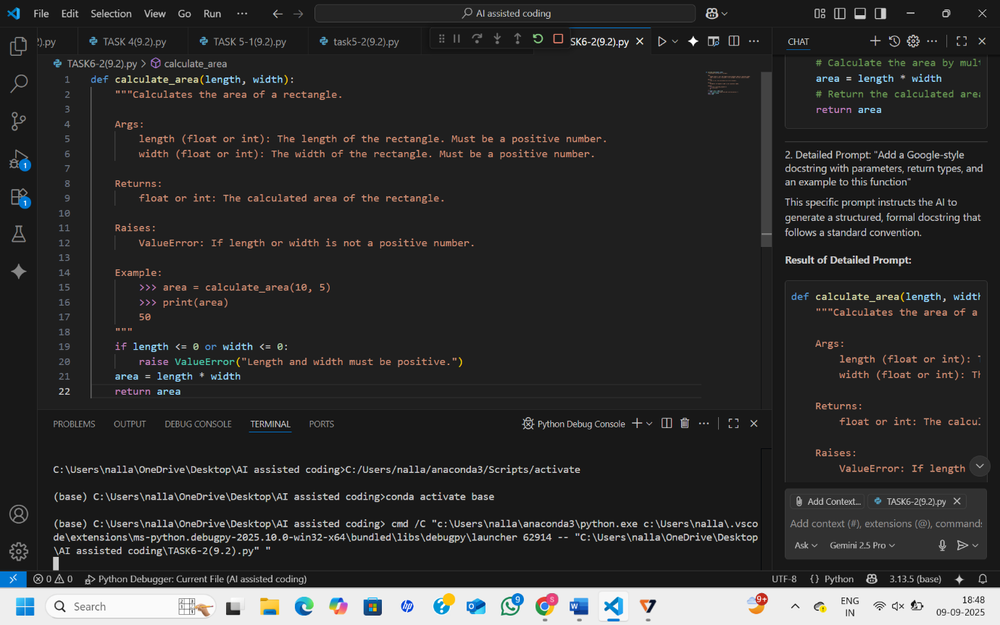 File Edit Selection View Go Run ··· AI assisted coding
).py TASK 4(9.2).py TASK 5-1(9.2).py task5-2(9.2).py SK6-2(9.2).py
TASK6-2(9.2).py > calculate_area
1 def calculate_area(length, width):
2 """Calculates the area of a rectangle.
3
4 Args:
5 length (float or int): The length of the rectangle. Must be a positive number.
6 width (float or int): The width of the rectangle. Must be a positive number.
7
8 Returns:
9 float or int: The calculated area of the rectangle.
10
11 Raises:
12 ValueError: If length or width is not a positive number.
13
14 Example:
15 >>> area = calculate_area(10, 5)
16 >>> print(area)
17 50
18 """
19 if length <= 0 or width <= 0:
20 raise ValueError("Length and width must be positive.")
21 area = length * width
22 return area
1
1
PROBLEMS OUTPUT DEBUG CONSOLE TERMINAL PORTS Python Debug Console
C:\Users\nalla\OneDrive\Desktop\AI assisted coding>C:/Users/nalla/anaconda3/Scripts/activate
(base) C:\Users\nalla\OneDrive\Desktop\AI assisted coding>conda activate base
(base) C:\Users\nalla\OneDrive\Desktop\AI assisted coding> cmd /C "c:\Users\nalla\anaconda3\python.exe c:\Users\nalla\.vsco
de\extensions\ms-python.debugpy-2025.10.0-win32-x64\bundled\libs\debugpy\launcher 62914 -- "C:\Users\nalla\OneDrive\Desktop
\AI assisted coding\TASK6-2(9.2).py" "
CHAT
# Calculate the area by mul
area = length * width
# Return the calculated area
return area
2. Detailed Prompt: "Add a Google-style
docstring with parameters, return types, and
an example to this function"
This specific prompt instructs the AI to
generate a structured, formal docstring that
follows a standard convention.
Result of Detailed Prompt:
def calculate_area(length, width
"""Calculates the area of a
Args:
length (float or int):
width (float or int): Th
Returns:
float or int: The calcul
Raises:
ValueError: If length
Add Context... TASK6-2(9.2).py
Add context (#), extensions (@), commands
Ask Gemini 2.5 Pro
0 0 Python Debugger: Current File (AI assisted coding) UTF-8 {} Python 3.13.5 (base)
Search 9 S 9+ ENG IN 18:48
09-09-2025